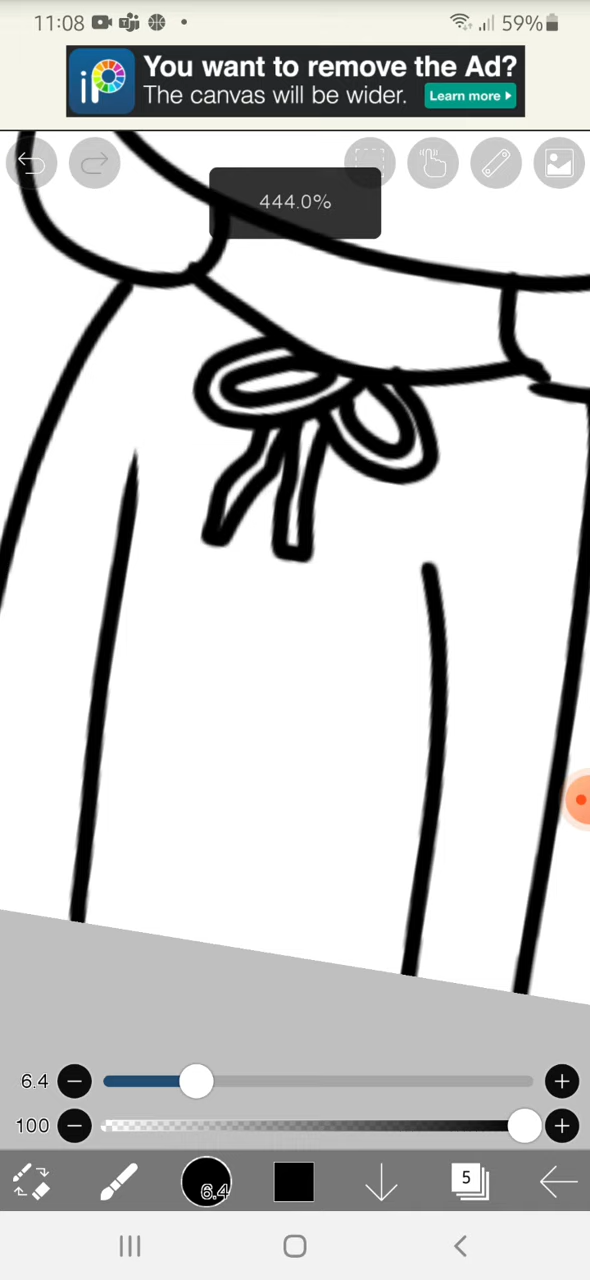 11:08
59%
iP
You want to remove the Ad?
The canvas will be wider.
Learn more
444.0%
6.4
100
6.4
5